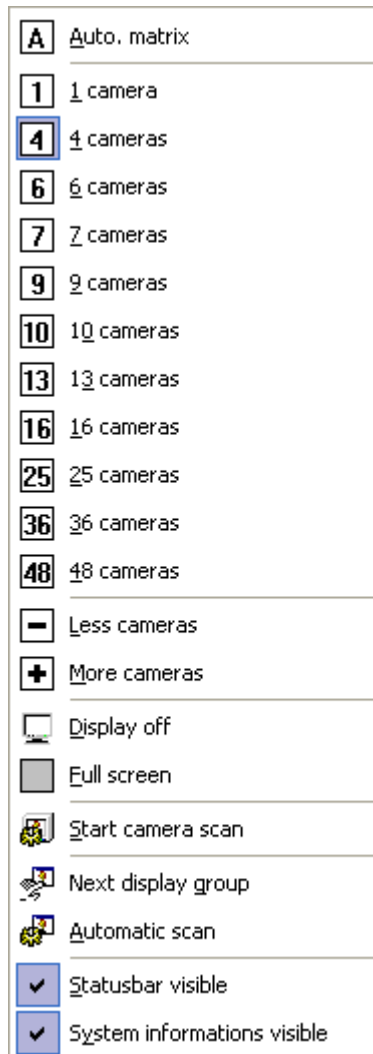 A Auto. matrix
1 1 camera
4 4 cameras
6 6 cameras
7 7 cameras
9 9 cameras
10 10 cameras
13 13 cameras
16 16 cameras
25 25 cameras
36 36 cameras
48 48 cameras
Less cameras
More cameras
Display off
Full screen
Start camera scan
Next display group
Automatic scan
Statusbar visible
System informations visible